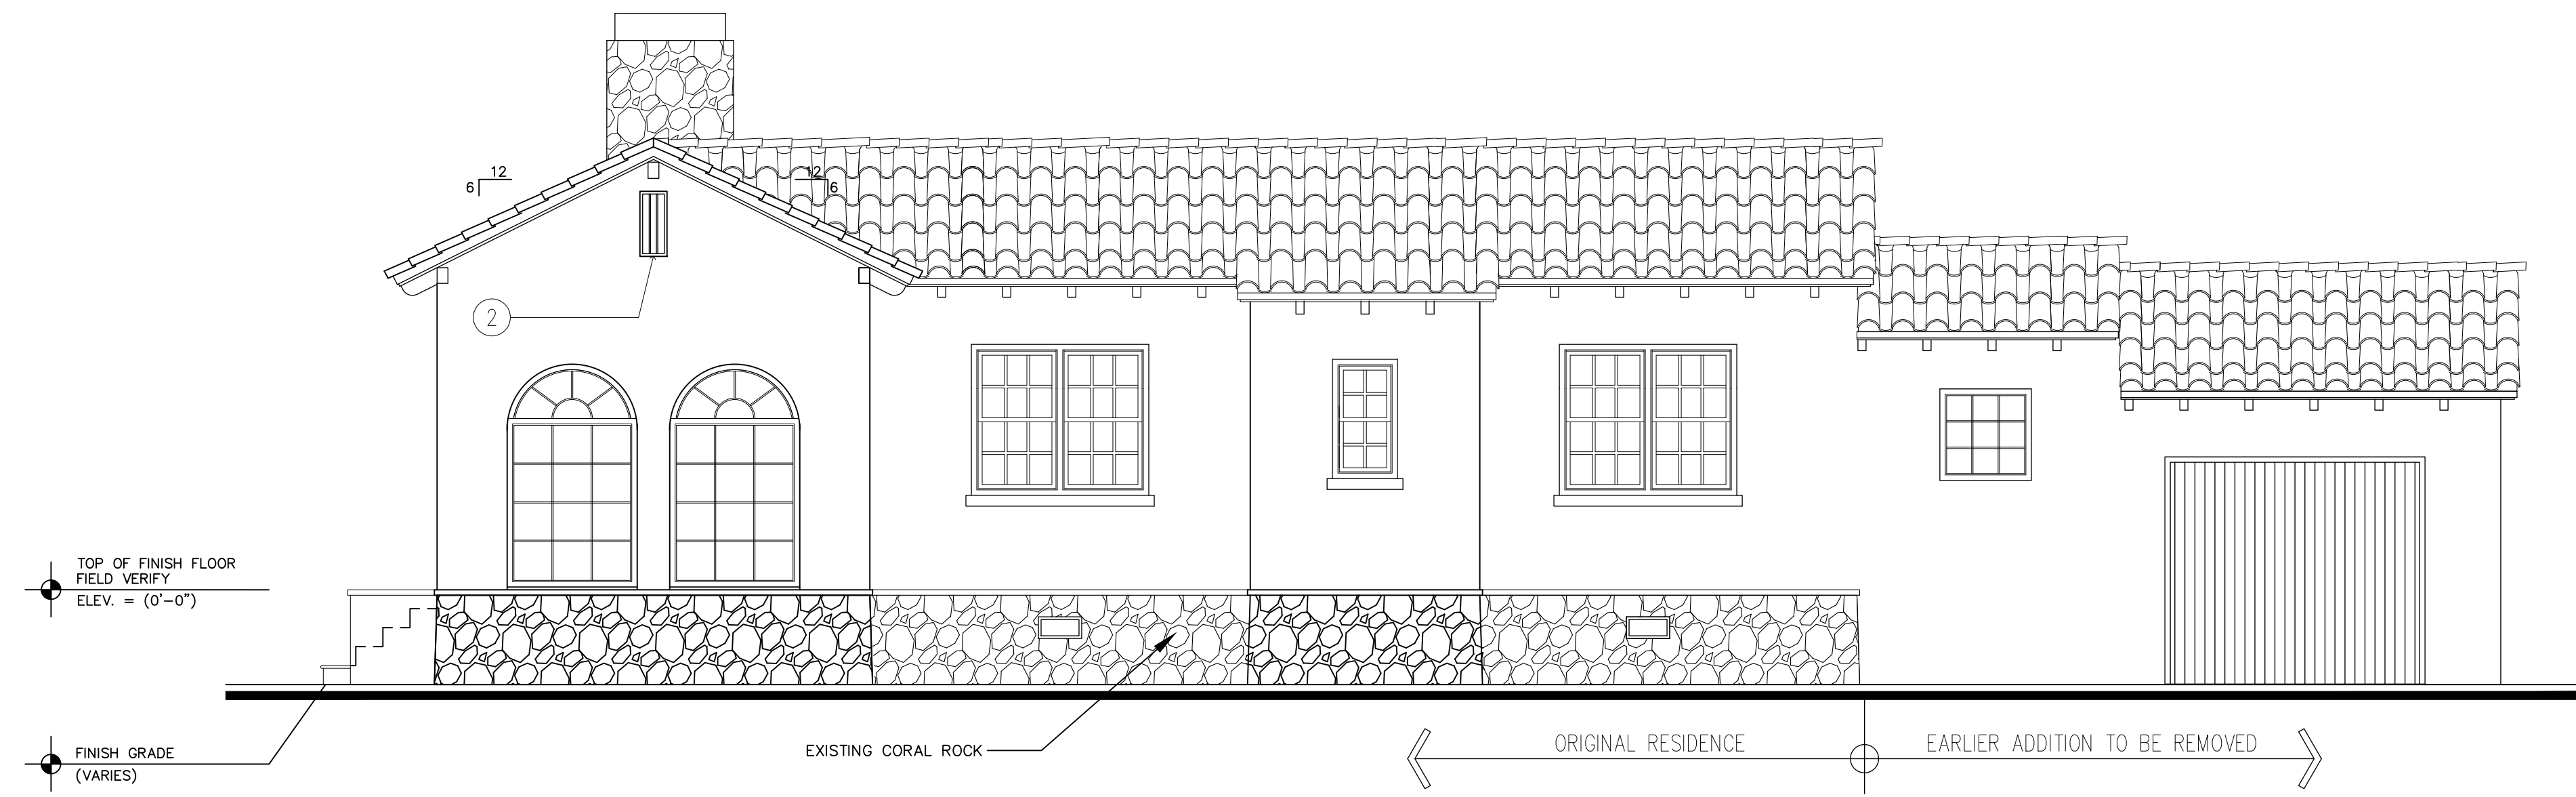 12
6
12
6
2
TOP OF FINISH FLOOR
FIELD VERIFY
ELEV. = (0'-0")
FINISH GRADE
(VARIES)
EXISTING CORAL ROCK
ORIGINAL RESIDENCE
EARLIER ADDITION TO BE REMOVED